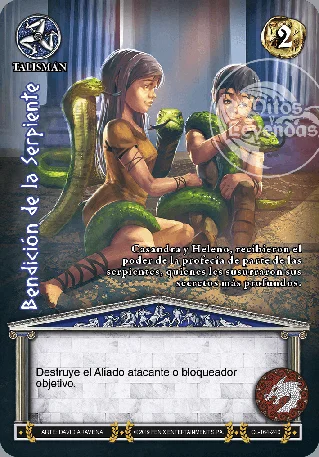 TALISMAN
2
Mitos y
Leyendas
Bendición de la Serpiente
Casandra y Heleno, recibieron el
poder de la profecía de parte de las
serpientes, quienes les susurraron sus
secretos más profundos.
Destruye el Aliado atacante o bloqueador
objetivo.